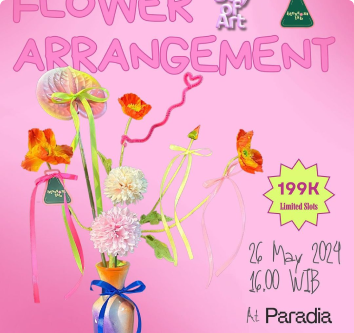 FLOWER
of
Art
ARRANGEMENT
199K
Limited Slots
26 May 2024
16.00 WIB
At Paradia